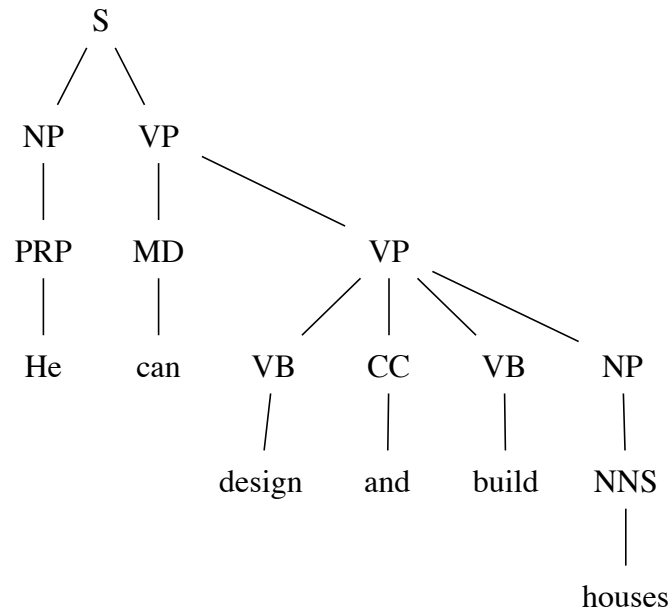 S
NP VP
PRP MD VP
He can VB CC VB NP
design and build NNS
houses